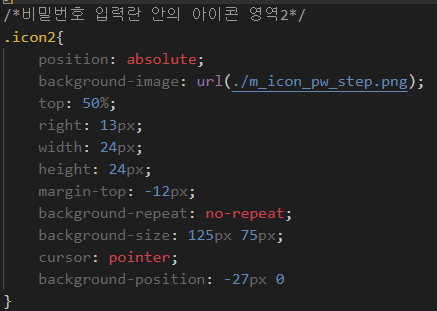 /*비밀번호 입력란 안의 아이콘 영역2*/
.icon2{
position: absolute;
background-image: url(./m_icon_pw_step.png);
top: 50%;
right: 13px;
width: 24px;
height: 24px;
margin-top: -12px;
background-repeat: no-repeat;
background-size: 125px 75px;
cursor: pointer;
background-position: -27px 0
}